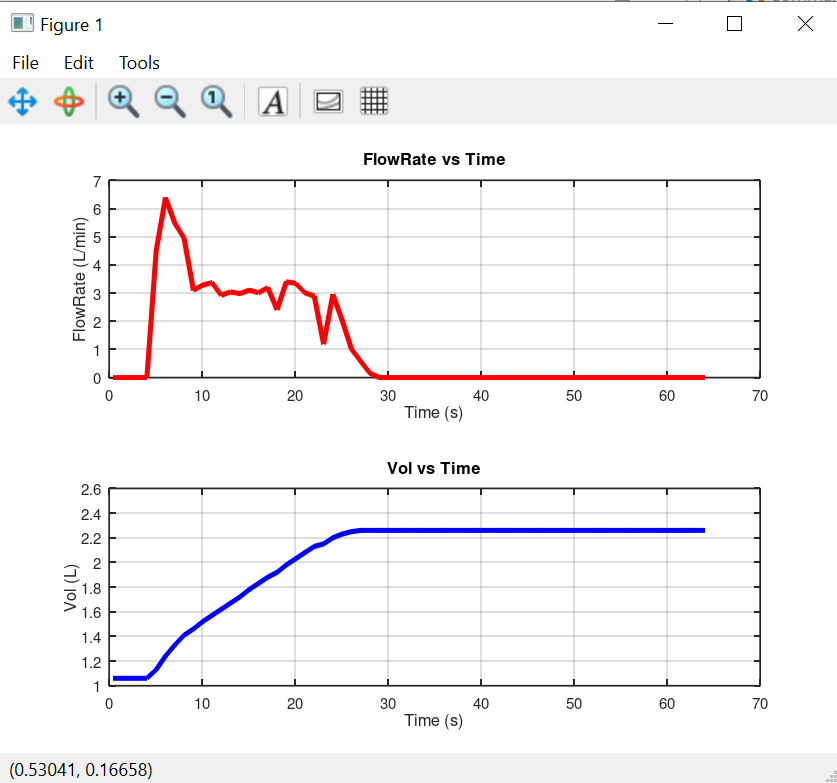 Figure 1
File Edit Tools
1 A
FlowRate vs Time
7
6
5
4
3
2
1
0
FlowRate (L/min)
0 10 20 30 40 50 60 70
Time (s)
Vol vs Time
2.6
2.4
2.2
2
1.8
1.6
1.4
1.2
1
Vol (L)
0 10 20 30 40 50 60 70
Time (s)
(0.53041, 0.16658)